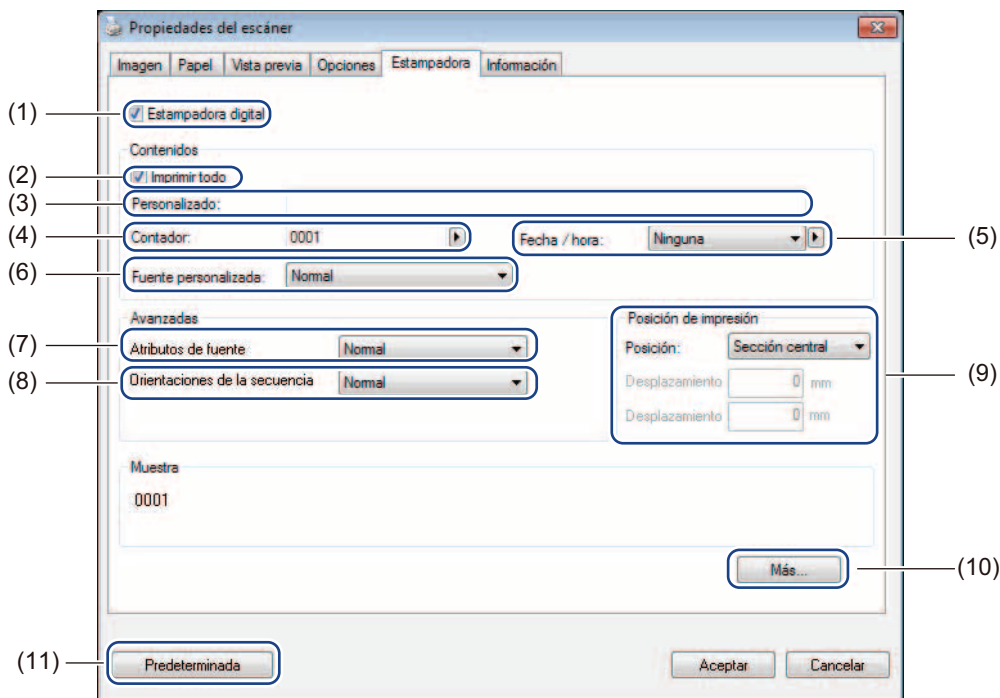 Propiedades del escáner
Imagen Papel Vista previa Opciones Estampadora Información
(1) Estampadora digital
Contenidos
(2) Imprimir todo
(3) Personalizado:
(4) Contador: 0001 Fecha / hora: Ninguna (5)
(6) Fuente personalizada: Normal
Avanzadas Posición de impresión
(7) Atributos de fuente Normal Posición: Sección central
(8) Orientaciones de la secuencia Normal Desplazamiento 0 mm (9)
Desplazamiento 0 mm
Muestra
0001
Más... (10)
(11) Predeterminada Aceptar Cancelar